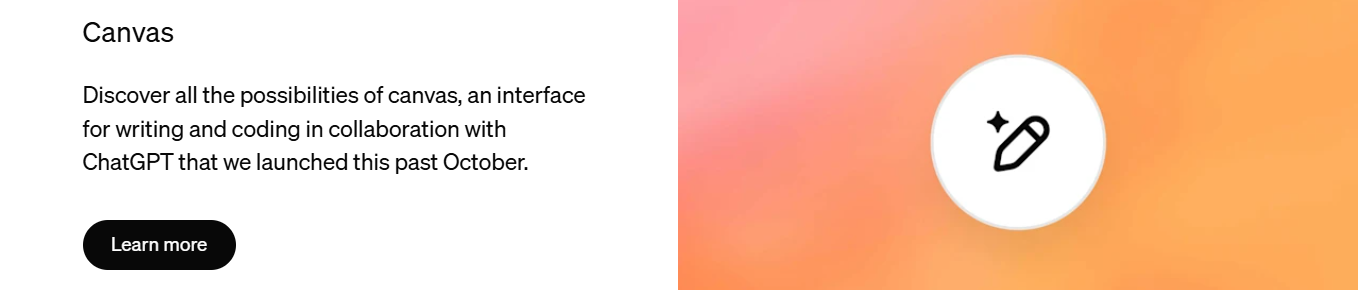 Canvas
Discover all the possibilities of canvas, an interface
for writing and coding in collaboration with
ChatGPT that we launched this past October.
Learn more